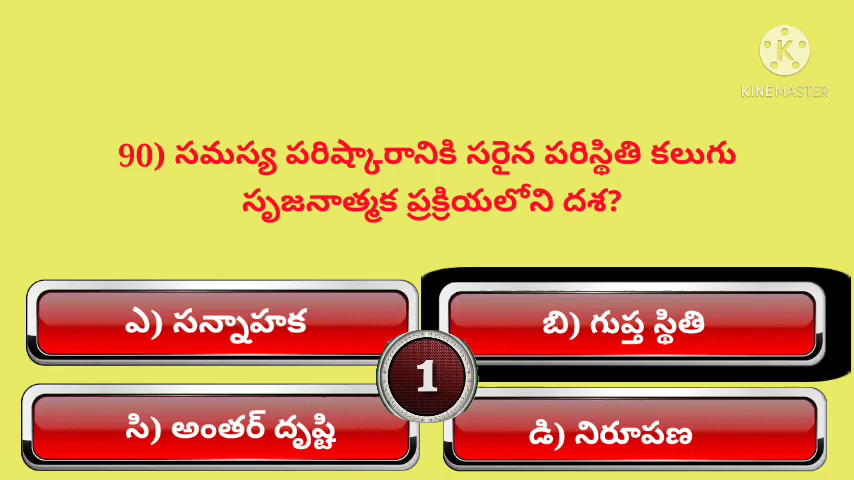 KINEMASTER
90) సమస్య పరిష్కారానికి సరైన పరిస్థితి కలుగు
సృజనాత్మక ప్రక్రియలోని దశ?
ఎ) సన్నాహక
బి) గుప్త స్థితి
1
సి) అంతర్ దృష్టి
డి) నిరూపణ